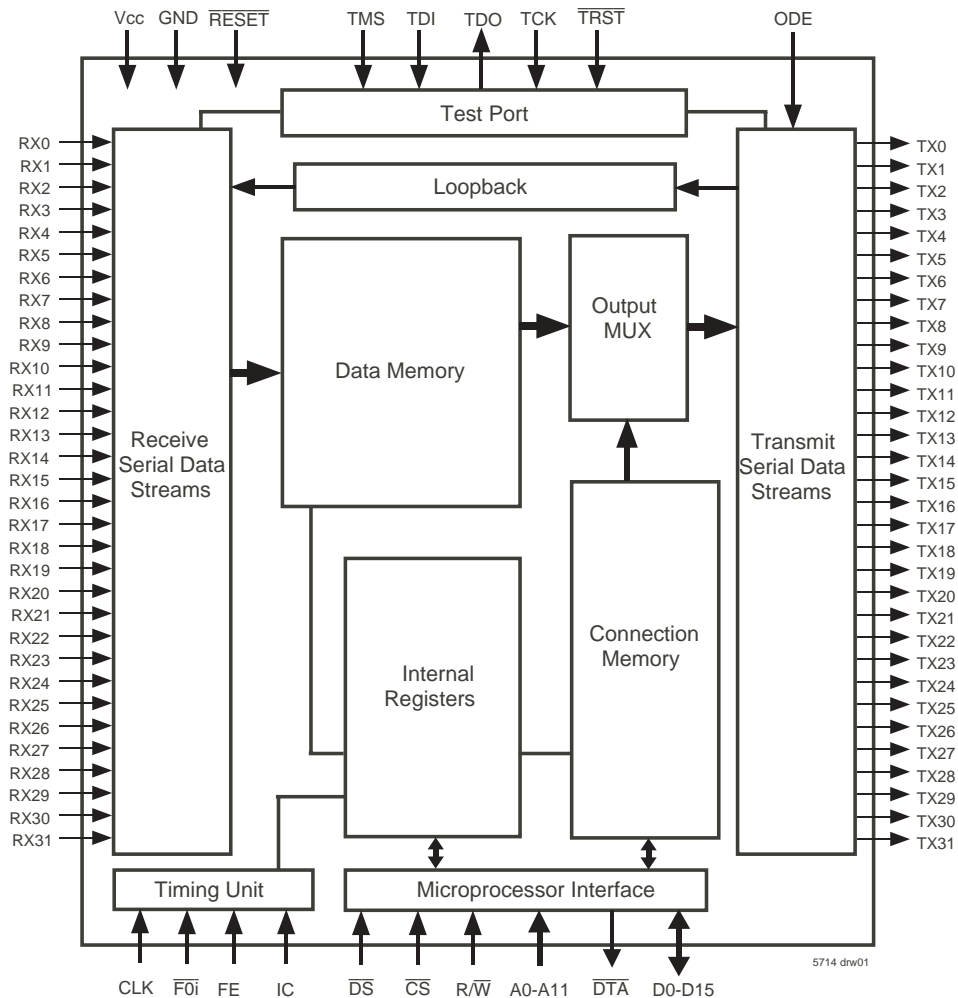 Vcc GND RESET TMS TDI TDO TCK TRST ODE
Test Port
Loopback
RX0
RX1
RX2
RX3
RX4
RX5
RX6
RX7
RX8
RX9
RX10
RX11
RX12
RX13
RX14
RX15
RX16
RX17
RX18
RX19
RX20
RX21
RX22
RX23
RX24
RX25
RX26
RX27
RX28
RX29
RX30
RX31
Receive
Serial Data
Streams
Data Memory
Output
MUX
Internal
Registers
Connection
Memory
Transmit
Serial Data
Streams
TX0
TX1
TX2
TX3
TX4
TX5
TX6
TX7
TX8
TX9
TX10
TX11
TX12
TX13
TX14
TX15
TX16
TX17
TX18
TX19
TX20
TX21
TX22
TX23
TX24
TX25
TX26
TX27
TX28
TX29
TX30
TX31
Timing Unit
Microprocessor Interface
5714 drw01
CLK F0i FE IC DS CS R/W A0-A11 DTA D0-D15